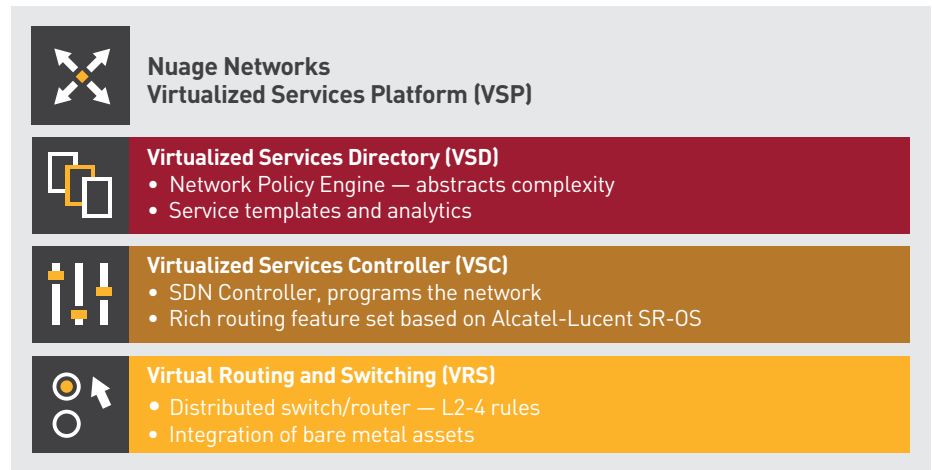 Nuage Networks
Virtualized Services Platform (VSP)
Virtualized Services Directory (VSD)
• Network Policy Engine — abstracts complexity
• Service templates and analytics
Virtualized Services Controller (VSC)
• SDN Controller, programs the network
• Rich routing feature set based on Alcatel-Lucent SR-OS
Virtual Routing and Switching (VRS)
• Distributed switch/router — L2-4 rules
• Integration of bare metal assets